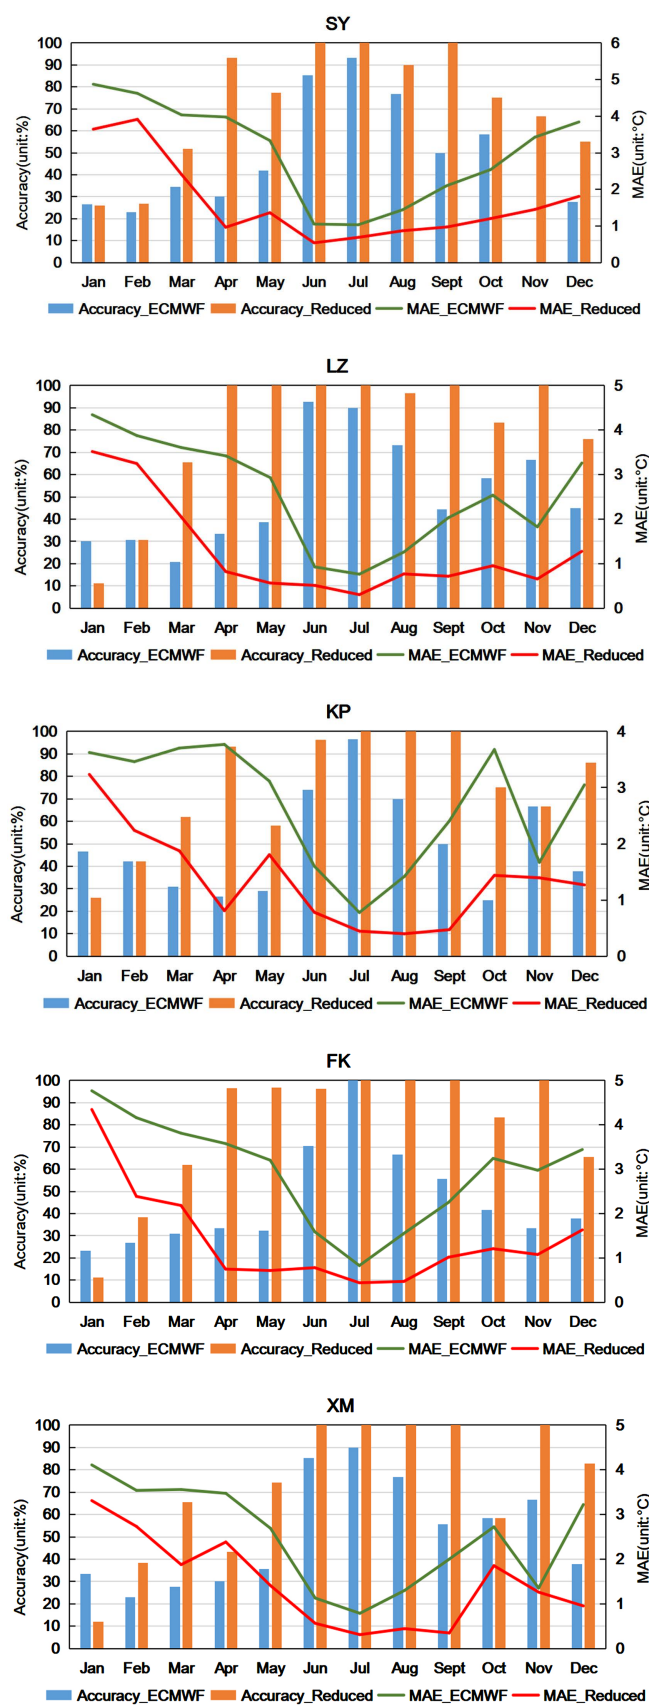 SY
100 6
90
80 5
70 4
60
50 3
40
30 2
20 1
10
0 0
Accuracy(unit:%)
MAE(unit:°C)
Jan Feb Mar Apr May Jun Jul Aug Sept Oct Nov Dec
Accuracy_ECMWF Accuracy_Reduced MAE_ECMWF MAE_Reduced
LZ
100 5
90
80 4
70
60 3
50
40 2
30
20 1
10
0 0
Accuracy(unit:%)
MAE(unit:°C)
Jan Feb Mar Apr May Jun Jul Aug Sept Oct Nov Dec
Accuracy_ECMWF Accuracy_Reduced MAE_ECMWF MAE_Reduced
KP
100 4
90
80
70 3
60
50 2
40
30 1
20
10
0 0
Accuracy(unit:%)
MAE(unit:°C)
Jan Feb Mar Apr May Jun Jul Aug Sept Oct Nov Dec
Accuracy_ECMWF Accuracy_Reduced MAE_ECMWF MAE_Reduced
FK
100 5
90
80 4
70
60 3
50
40 2
30
20 1
10
0 0
Accuracy(unit:%)
MAE(unit:°C)
Jan Feb Mar Apr May Jun Jul Aug Sept Oct Nov Dec
Accuracy_ECMWF Accuracy_Reduced MAE_ECMWF MAE_Reduced
XM
100 5
90
80 4
70
60 3
50
40 2
30
20 1
10
0 0
Accuracy(unit:%)
MAE(unit:°C)
Jan Feb Mar Apr May Jun Jul Aug Sept Oct Nov Dec
Accuracy_ECMWF Accuracy_Reduced MAE_ECMWF MAE_Reduced